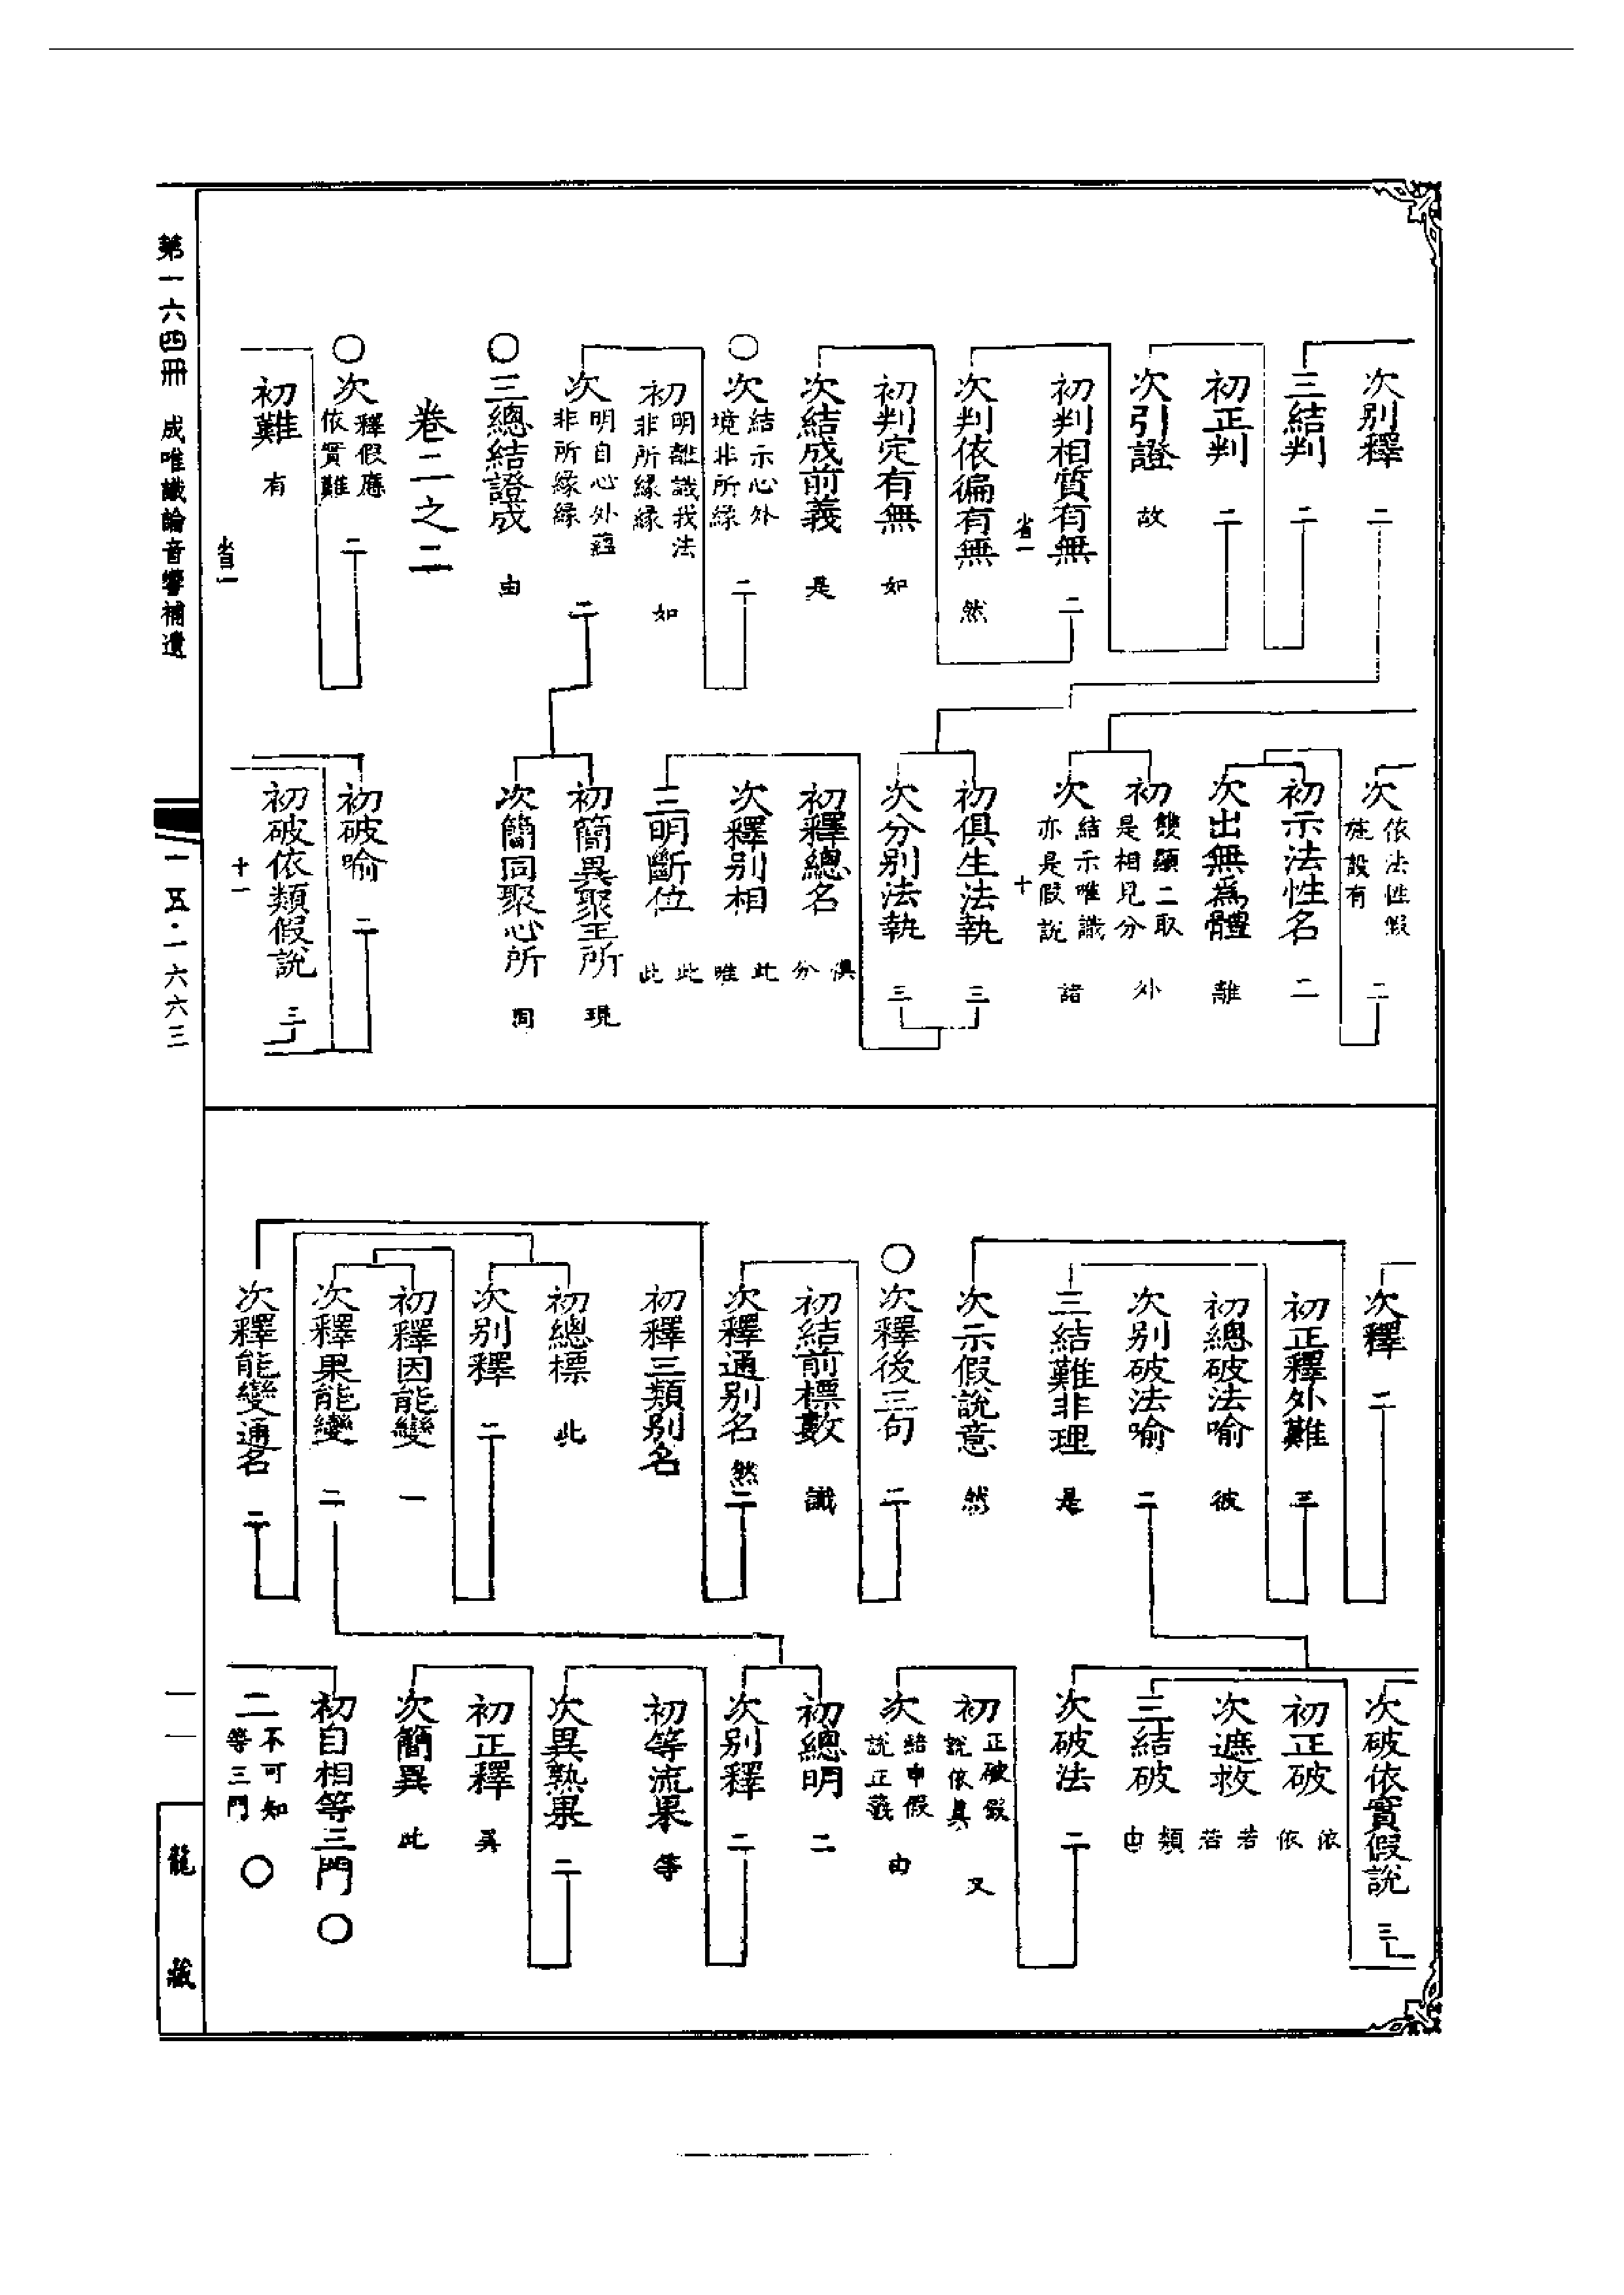 次別釋 二
三結判 二
初正判 二
次引證 故
初判相質有無 二
省一
次判依徧有無 然
初判定有無 如
次結成前義 是
○次 結示心外境非所緣 二
初 明離識我法非所緣緣 如
次 明自心外蘊非所緣緣 二
○三總結證成 由
卷二之二
○次 釋假應依實難 二
初難 有
省一
次 依法性假施設有 二
初示法性名 二
次出無為體 離
初 雙顯二取是相見分 外
次 結示唯識亦是假說 諸
十
初俱生法執 三
次分別法執 三
初釋總名 俱 分
次釋別相 此 唯
三明斷位 此 此
初簡異聚王所 現
次簡同聚心所 同
初破喻 二
初破依類假說 三
十一
次釋 二
初正釋外難 三
初總破法喻 彼
次別破法喻 二
三結難非理 是
次示假說意 然
○次釋後三句 二
初結前標數 識
次釋通別名 然 二
初釋三類別名
初總標 此
次別釋 二
初釋因能變 一
次釋果能變 二
次釋能變通名 二
次破依實假說 三
初正破 依 依
次遮救 若 若
三結破 類 由
次破法 二
初 正破假說依真 又
次 結申假說正義 由
初總明 二
次別釋 二
初等流果 等
次異熟果 二
初正釋 異
次簡異 此
初自相等三門 ○
二 不可知等三門 ○
第一六四冊 成唯識論音響補遺
一五·一六六三
一一
龍藏